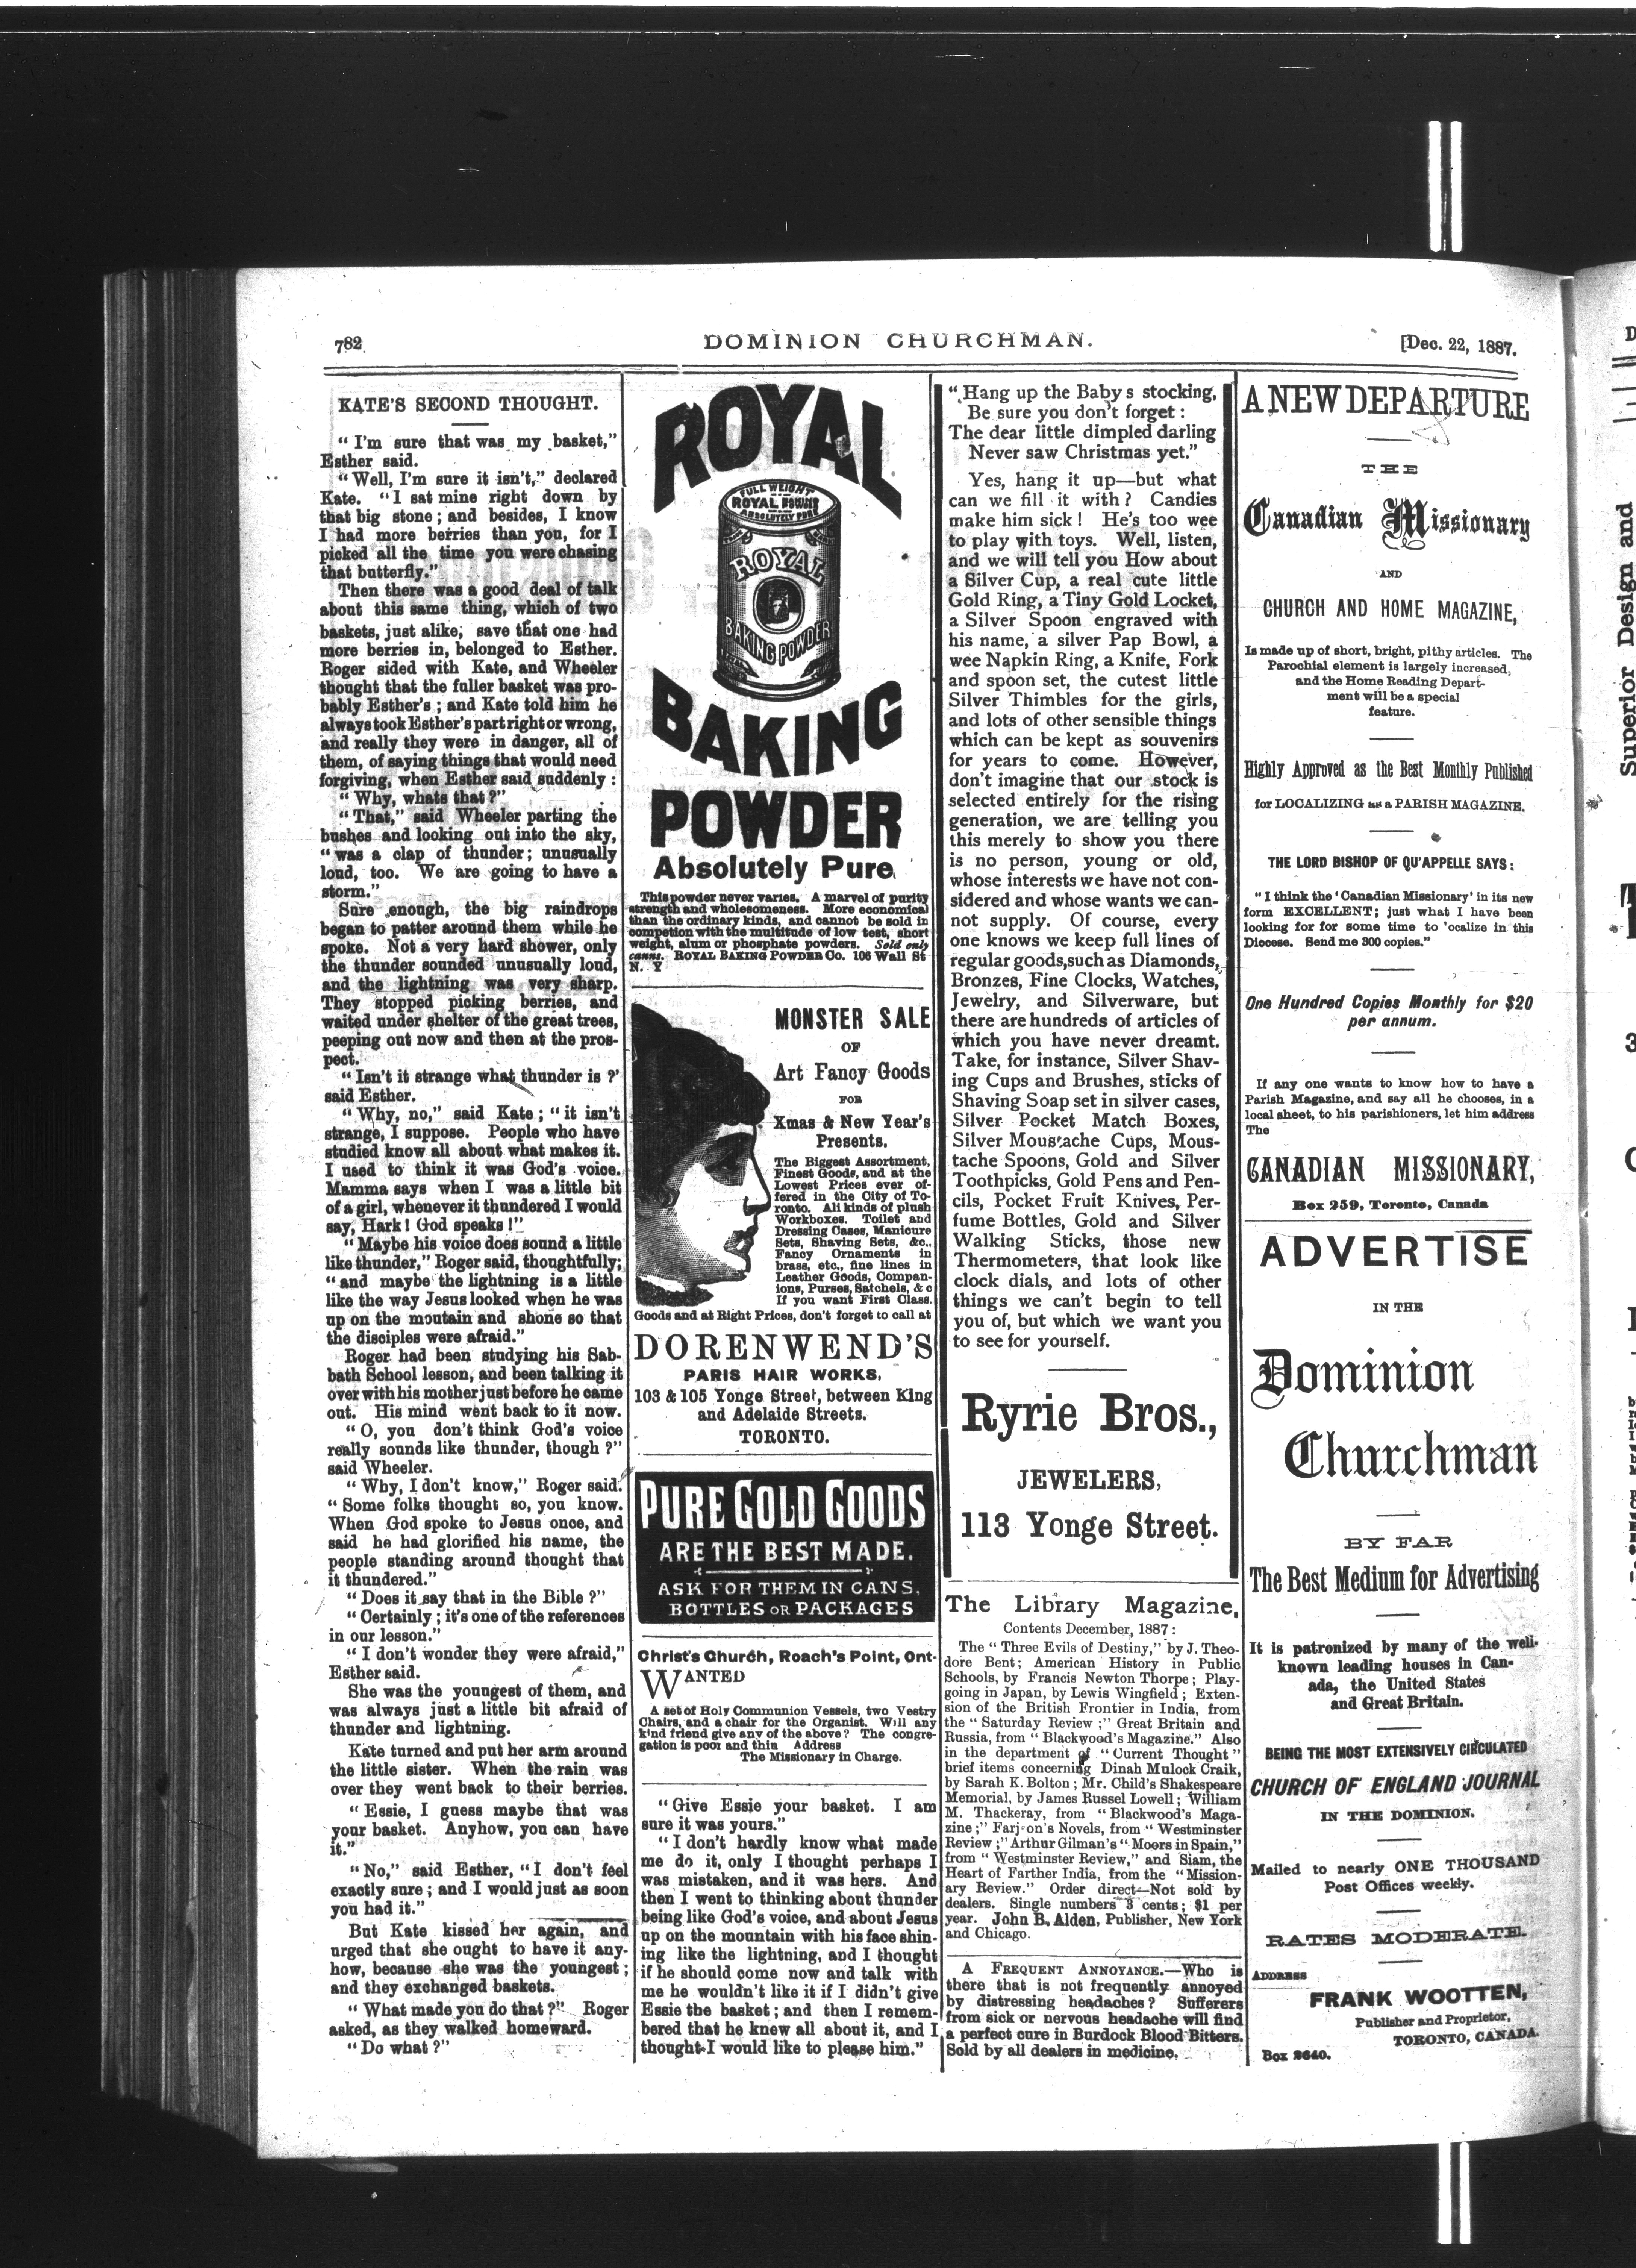 782
DOMINION CHURCHMAN.
[Dec. 22, 1887.
KATE'S SECOND THOUGHT.
" I'm sure that was my basket,"
Esther said.
" Well, I'm sure it isn't," declared
Kate. " I sat mine right down by
that big stone ; and besides, I know
I had more berries than you, for I
picked all the time you were chasing
that butterfly."
Then there was a good deal of talk
about this same thing, which of two
baskets, just alike, save that one had
more berries in, belonged to Esther.
Roger sided with Kate, and Wheeler
thought that the fuller basket was pro-
bably Esther's ; and Kate told him he
always took Esther's part right or wrong,
and really they were in danger, all of
them, of saying things that would need
forgiving, when Esther said suddenly :
" Why, whats that ?"
" That," said Wheeler parting the
bushes and looking out into the sky,
" was a clap of thunder ; unusually
loud, too. We are going to have a
storm."
Sure enough, the big raindrops
began to patter around them while he
spoke. Not a very hard shower, only
the thunder sounded unusually loud,
and the lightning was very sharp.
They stopped picking berries, and
waited under shelter of the great trees,
peeping out now and then at the pros-
pect.
" Isn't it strange what thunder is ?'
said Esther.
" Why, no," said Kate ; " it isn't
strange, I suppose. People who have
studied know all about what makes it.
I used to think it was God's voice.
Mamma says when I was a little bit
of a girl, whenever it thundered I would
say, Hark ! God speaks !"
" Maybe his voice does sound a little
like thunder," Roger said, thoughtfully;
" and maybe the lightning is a little
like the way Jesus looked when he was
up on the moutain and shone so that
the disciples were afraid."
Roger had been studying his Sab-
bath School lesson, and been talking it
over with his mother just before he came
out. His mind went back to it now.
" O, you don't think God's voice
really sounds like thunder, though ?"
said Wheeler.
" Why, I don't know," Roger said.
" Some folks thought so, you know.
When God spoke to Jesus once, and
said he had glorified his name, the
people standing around thought that
it thundered."
" Does it say that in the Bible ?"
" Certainly ; it's one of the references
in our lesson."
" I don't wonder they were afraid,"
Esther said.
She was the youngest of them, and
was always just a little bit afraid of
thunder and lightning.
Kate turned and put her arm around
the little sister. When the rain was
over they went back to their berries.
" Essie, I guess maybe that was
your basket. Anyhow, you can have
it."
" No," said Esther, " I don't feel
exactly sure ; and I would just as soon
you had it."
But Kate kissed her again, and
urged that she ought to have it any-
how, because she was the youngest ;
and they exchanged baskets.
" What made you do that ?" Roger
asked, as they walked homeward.
" Do what ?"
ROYAL
FULL WEIGHT
ROYAL POWDER
ABSOLUTELY PURE
ROYAL
BAKING POWDER
BAKING
POWDER
Absolutely Pure
This powder never varies. A marvel of purity
strength and wholesomeness. More economical
than the ordinary kinds, and cannot be sold in
competion with the multitude of low test, short
weight, alum or phosphate powders. Sold only
canns. ROYAL BAKING POWDER Co. 106 Wall St
N. Y
MONSTER SALE
OF
Art Fancy Goods
FOR
Xmas & New Year's
Presents.
The Biggest Assortment,
Finest Goods, and at the
Lowest Prices ever of-
fered in the City of To-
ronto. All kinds of plush
Workboxes. Toilet and
Dressing Cases, Manicure
Sets, Shaving Sets, &c.,
Fancy Ornaments in
brass, etc., fine lines in
Leather Goods, Compan-
ions, Purses, Satchels, & c
If you want First Class.
Goods and at Right Prices, don't forget to call at
DORENWEND'S
PARIS HAIR WORKS,
103 & 105 Yonge Street, between King
and Adelaide Streets.
TORONTO.
PURE GOLD GOODS
ARE THE BEST MADE.
ASK FOR THEM IN CANS,
BOTTLES OR PACKAGES
Christ's Church, Roach's Point, Ont.
WANTED
A set of Holy Communion Vessels, two Vestry
Chairs, and a chair for the Organist. Will any
kind friend give any of the above ? The congre-
gation is poor and thin Address
The Missionary in Charge.
" Give Essie your basket. I am
sure it was yours."
" I don't hardly know what made
me do it, only I thought perhaps I
was mistaken, and it was hers. And
then I went to thinking about thunder
being like God's voice, and about Jesus
up on the mountain with his face shin-
ing like the lightning, and I thought
if he should come now and talk with
me he wouldn't like it if I didn't give
Essie the basket ; and then I remem-
bered that he knew all about it, and I
thought I would like to please him."
" Hang up the Baby s stocking,
Be sure you don't forget :
The dear little dimpled darling
Never saw Christmas yet."
Yes, hang it up—but what
can we fill it with ? Candies
make him sick ! He's too wee
to play with toys. Well, listen,
and we will tell you How about
a Silver Cup, a real cute little
Gold Ring, a Tiny Gold Locket,
a Silver Spoon engraved with
his name, a silver Pap Bowl, a
wee Napkin Ring, a Knife, Fork
and spoon set, the cutest little
Silver Thimbles for the girls,
and lots of other sensible things
which can be kept as souvenirs
for years to come. However,
don't imagine that our stock is
selected entirely for the rising
generation, we are telling you
this merely to show you there
is no person, young or old,
whose interests we have not con-
sidered and whose wants we can-
not supply. Of course, every
one knows we keep full lines of
regular goods, such as Diamonds,
Bronzes, Fine Clocks, Watches,
Jewelry, and Silverware, but
there are hundreds of articles of
which you have never dreamt.
Take, for instance, Silver Shav-
ing Cups and Brushes, sticks of
Shaving Soap set in silver cases,
Silver Pocket Match Boxes,
Silver Moustache Cups, Mous-
tache Spoons, Gold and Silver
Toothpicks, Gold Pens and Pen-
cils, Pocket Fruit Knives, Per-
fume Bottles, Gold and Silver
Walking Sticks, those new
Thermometers, that look like
clock dials, and lots of other
things we can't begin to tell
you of, but which we want you
to see for yourself.
Ryrie Bros.,
JEWELERS,
113 Yonge Street.
The Library Magazine,
Contents December, 1887 :
The " Three Evils of Destiny," by J. Theo-
dore Bent ; American History in Public
Schools, by Francis Newton Thorpe ; Play-
going in Japan, by Lewis Wingfield ; Exten-
sion of the British Frontier in India, from
the " Saturday Review ;" Great Britain and
Russia, from " Blackwood's Magazine." Also
in the department of " Current Thought "
brief items concerning Dinah Mulock Craik,
by Sarah K. Bolton ; Mr. Child's Shakespeare
Memorial, by James Russel Lowell ; William
M. Thackeray, from " Blackwood's Maga-
zine ;" Farjeon's Novels, from " Westminster
Review ;" Arthur Gilman's " Moors in Spain,"
from " Westminster Review," and Siam, the
Heart of Farther India, from the " Mission-
ary Review." Order direct—Not sold by
dealers. Single numbers 3 cents ; $1 per
year. John B. Alden, Publisher, New York
and Chicago.
A FREQUENT ANNOYANCE.—Who is
there that is not frequently annoyed
by distressing headaches ? Sufferers
from sick or nervous headache will find
a perfect cure in Burdock Blood Bitters.
Sold by all dealers in medicine.
A NEW DEPARTURE
THE
Canadian Missionary
AND
CHURCH AND HOME MAGAZINE,
Is made up of short, bright, pithy articles. The
Parochial element is largely increased,
and the Home Reading Depart-
ment will be a special
feature.
Highly Approved as the Best Monthly Published
for LOCALIZING as a PARISH MAGAZINE.
THE LORD BISHOP OF QU'APPELLE SAYS :
" I think the ' Canadian Missionary' in its new
form EXCELLENT; just what I have been
looking for for some time to 'ocalize in this
Diocese. Send me 300 copies."
One Hundred Copies Monthly for $20
per annum.
If any one wants to know how to have a
Parish Magazine, and say all he chooses, in a
local sheet, to his parishioners, let him address
The
CANADIAN MISSIONARY,
Box 259, Toronto, Canada
ADVERTISE
IN THE
Dominion
Churchman
BY FAR
The Best Medium for Advertising
It is patronized by many of the well-
known leading houses in Can-
ada, the United States
and Great Britain.
BEING THE MOST EXTENSIVELY CIRCULATED
CHURCH OF ENGLAND JOURNAL
IN THE DOMINION.
Mailed to nearly ONE THOUSAND
Post Offices weekly.
RATES MODERATE.
ADDRESS
FRANK WOOTTEN,
Publisher and Proprietor,
TORONTO, CANADA.
Box 2640.
Superior Design and